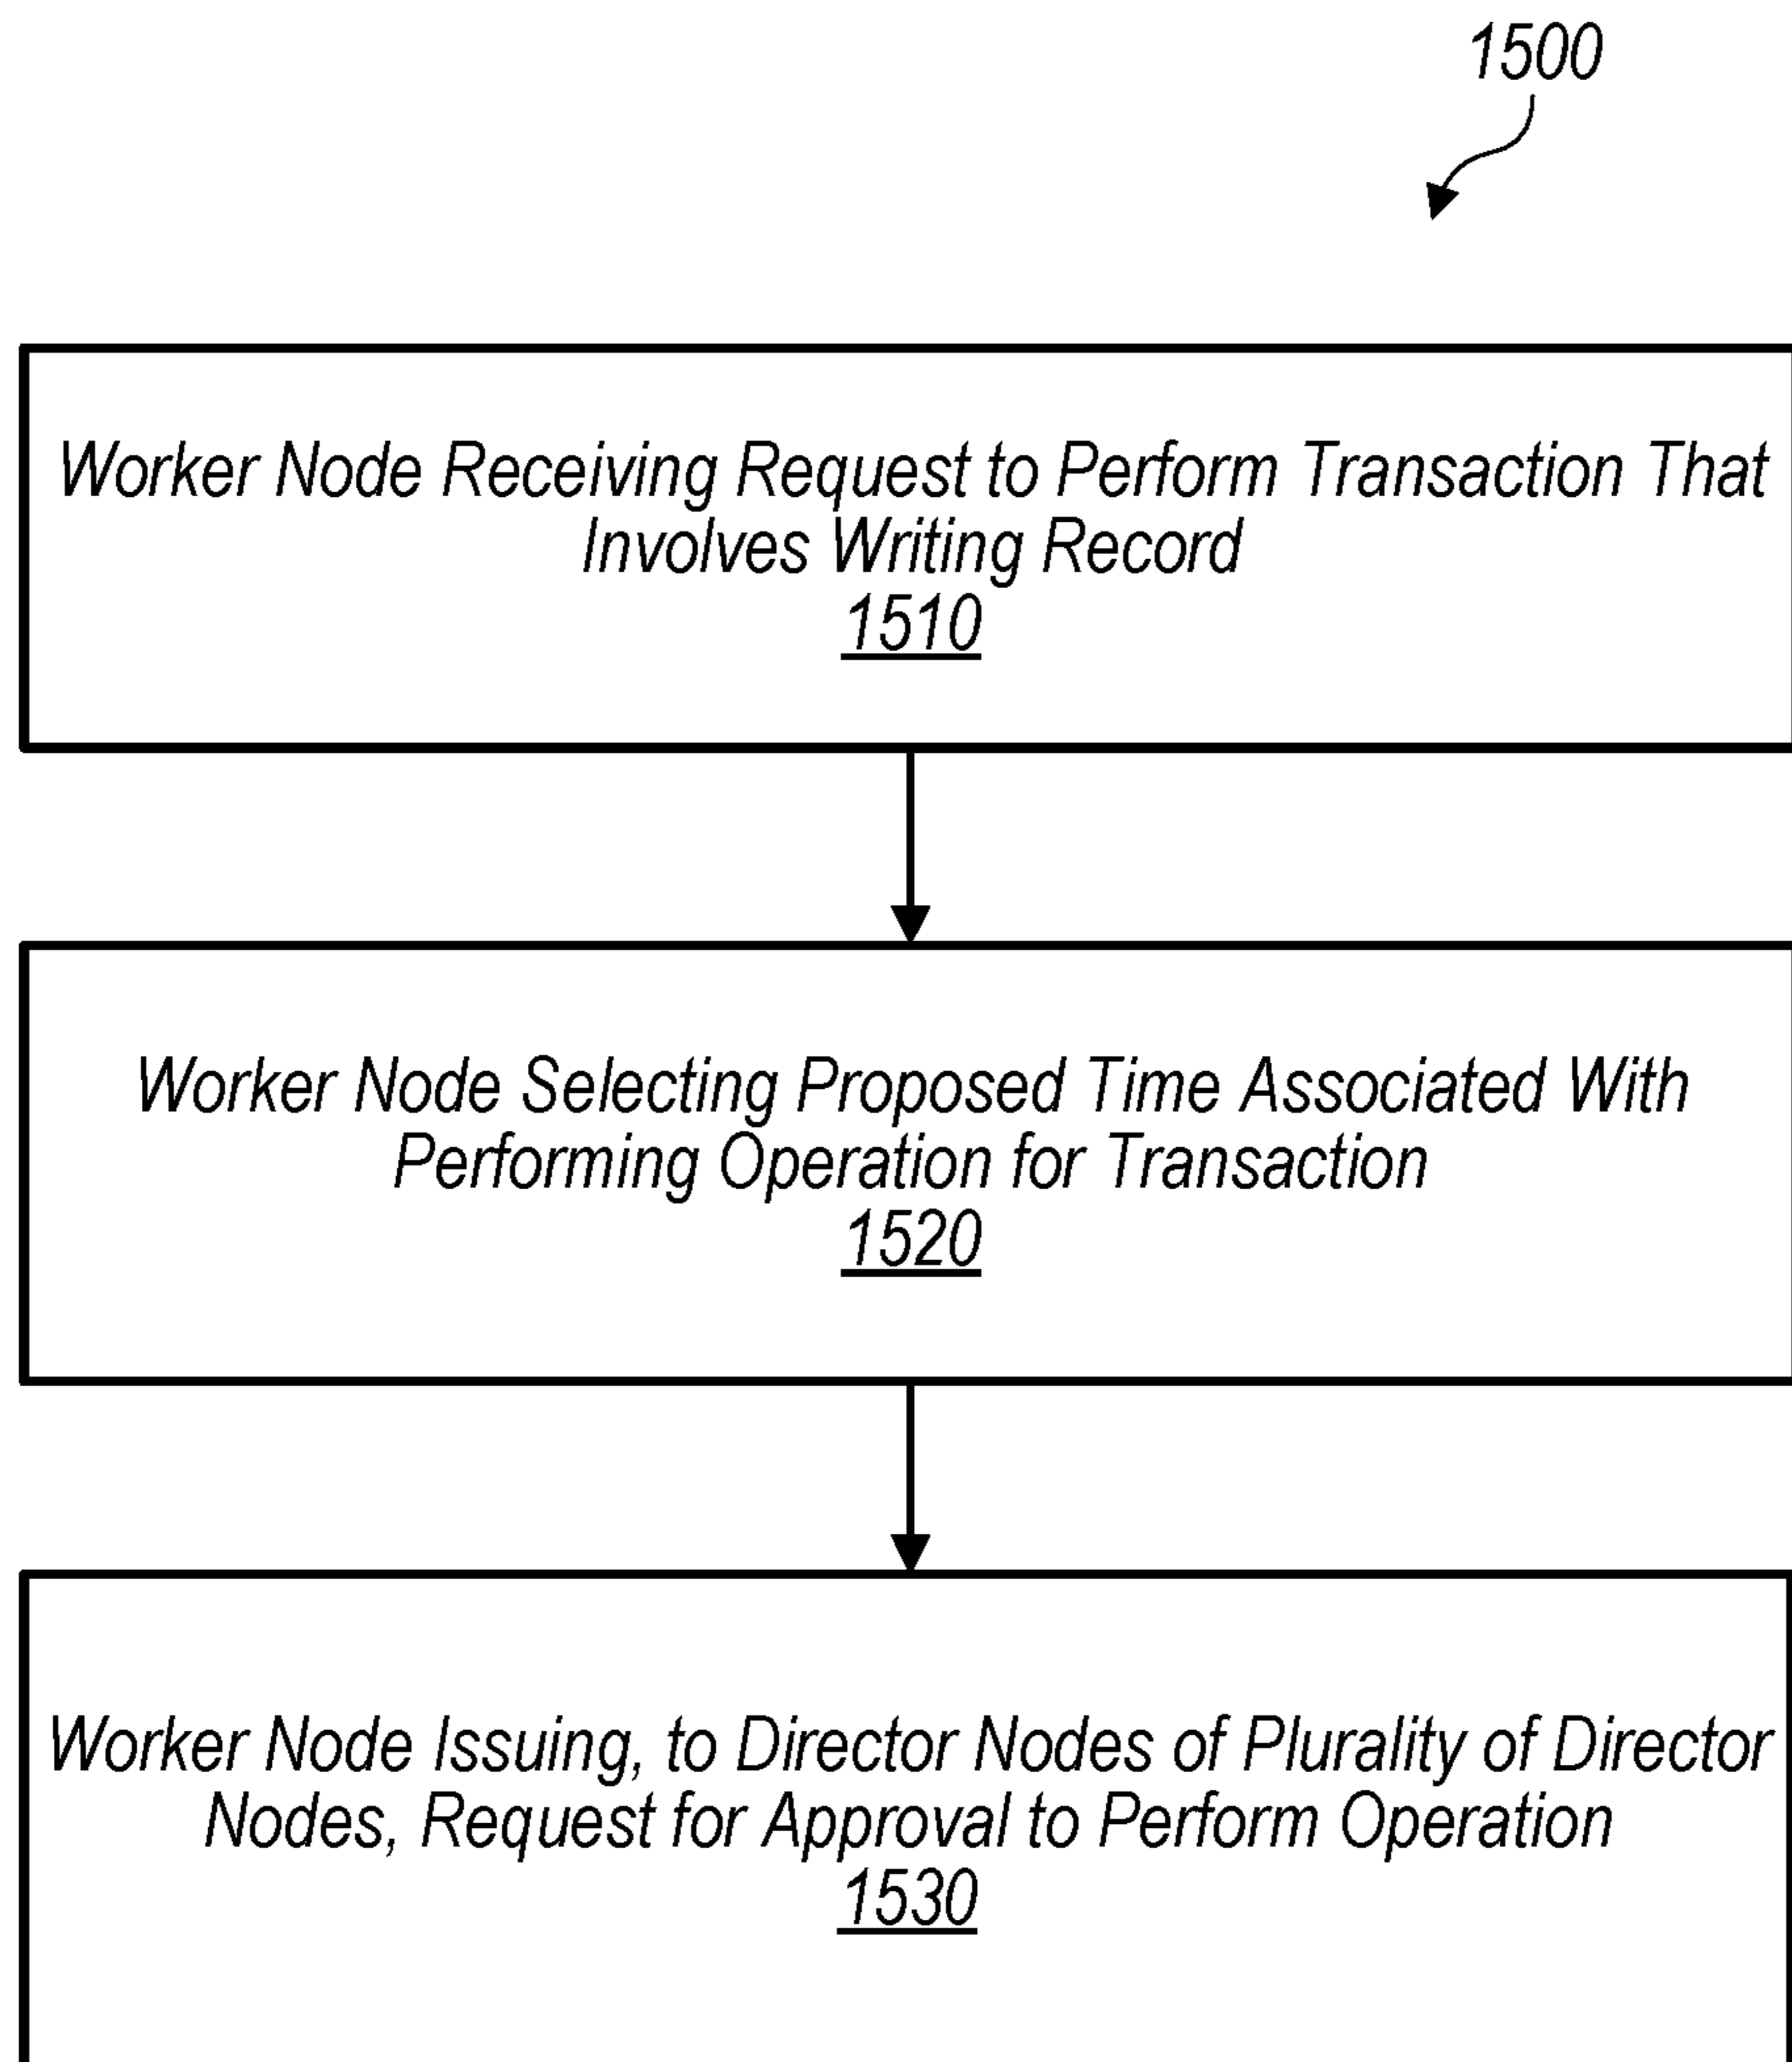 1500
Worker Node Receiving Request to Perform Transaction That
Involves Writing Record
1510
Worker Node Selecting Proposed Time Associated With
Performing Operation for Transaction
1520
Worker Node Issuing, to Director Nodes of Plurality of Director
Nodes, Request for Approval to Perform Operation
1530